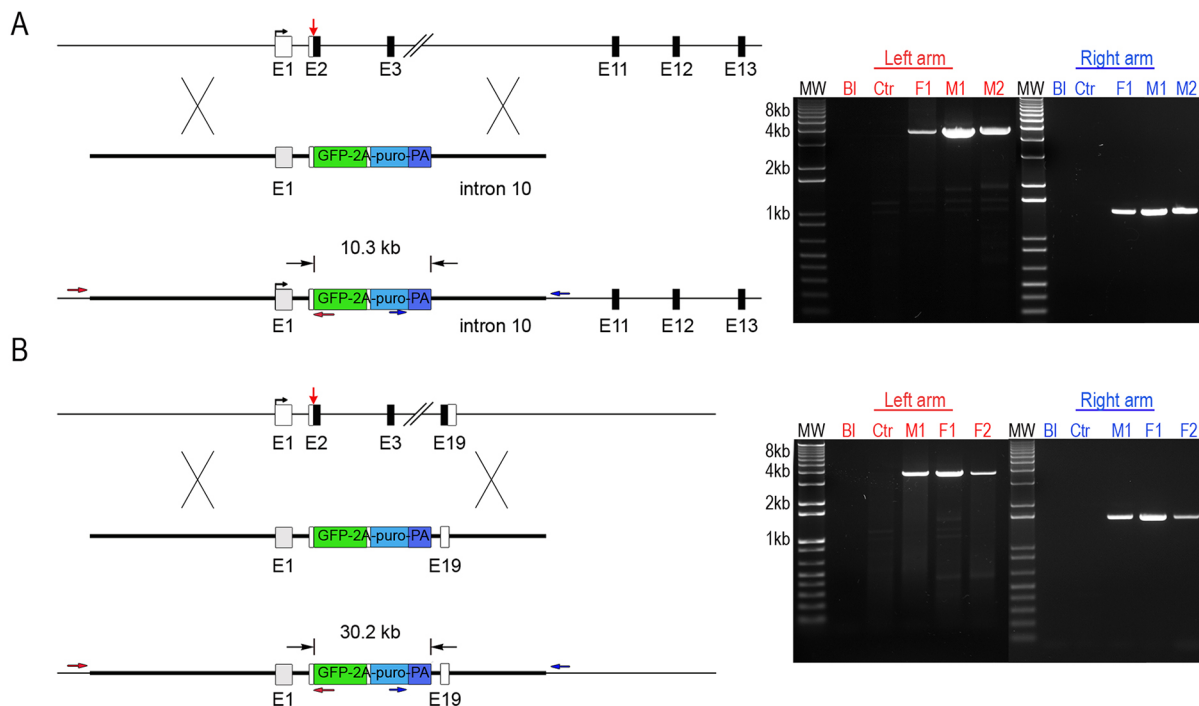 A
E1 E2 E3 E11 E12 E13
GFP-2A-puro-PA
E1 intron 10
10.3 kb
GFP-2A-puro-PA
E1 intron 10 E11 E12 E13
Left arm Right arm
MW Bl Ctr F1 M1 M2 MW Bl Ctr F1 M1 M2
8kb
4kb
2kb
1kb
B
E1 E2 E3 E19
GFP-2A-puro-PA
E1 E19
30.2 kb
GFP-2A-puro-PA
E1 E19
Left arm Right arm
MW Bl Ctr M1 F1 F2 MW Bl Ctr M1 F1 F2
8kb
4kb
2kb
1kb